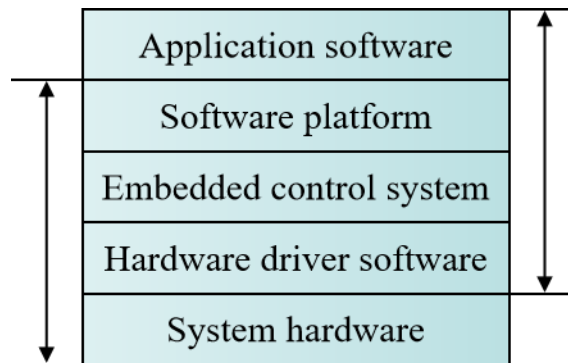 Application software
Software platform
Embedded control system
Hardware driver software
System hardware